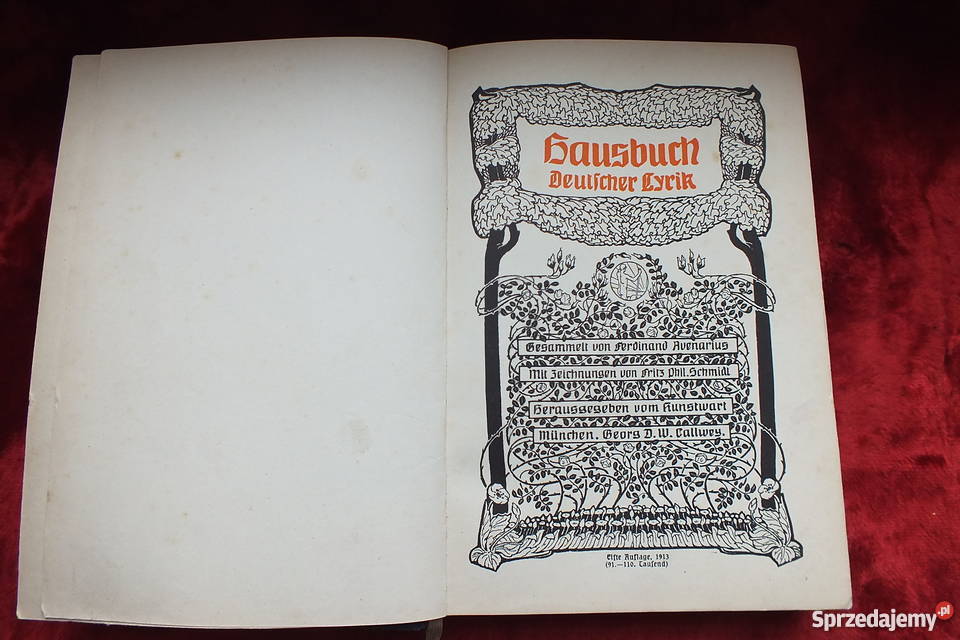 Hausbuch
Deutscher Lyrik
Gesammelt von Ferdinand Avenarius
Mit Zeichnungen von Fritz Phil. Schmidt
Herausgegeben vom Kunstwart
München. Georg D. W. Callwey.
Elfte Auflage, 1913
(91.—110. Tausend)
Sprzedajemy.pl